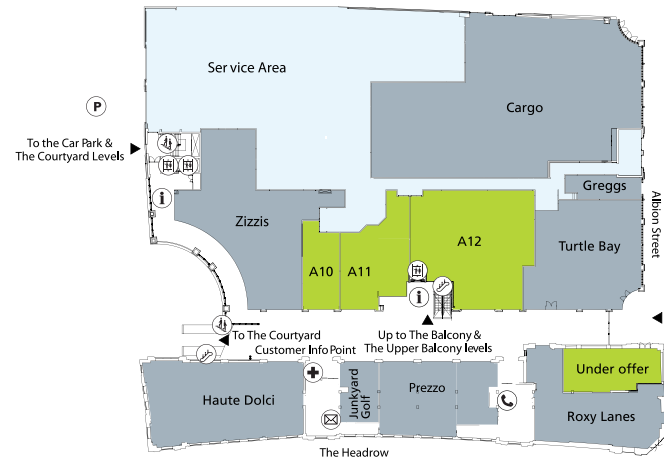 Ser vice Area
Cargo
P
To the Car Park &
The Courtyard Levels
i
Greggs
Albion Street
Zizzis
Turtle Bay
A12
A10
A11
i
To The Courtyard
Up to The Balcony &
The Upper Balcony levels
Customer Info Point
Under offer
Haute Dolci
Junkyard
Golf
Prezzo
Roxy Lanes
The Headrow